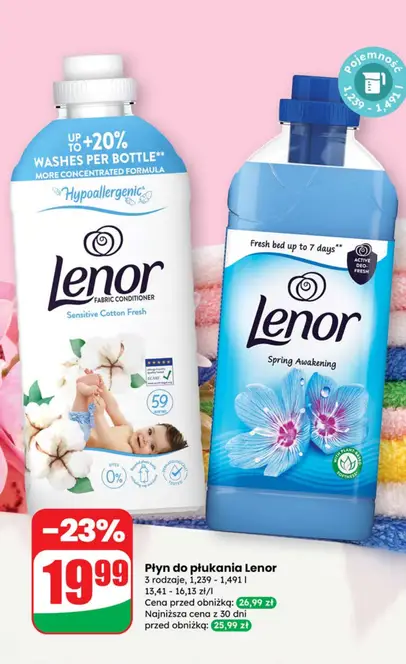 Pojemność
1,239 - 1,491 l
UP TO +20%
WASHES PER BOTTLE**
MORE CONCENTRATED FORMULA
Hypoallergenic*
Lenor
FABRIC CONDITIONER
Sensitive Cotton Fresh
59
0%
Fresh bed up to 7 days**
ACTIVE
DEO-
FRESH
Lenor
Spring Awakening
-23%
19 99
Płyn do płukania Lenor
3 rodzaje, 1,239 - 1,491 l
13,41 - 16,13 zł/l
Cena przed obniżką: 26,99 zł
Najniższa cena z 30 dni
przed obniżką: 25,99 zł